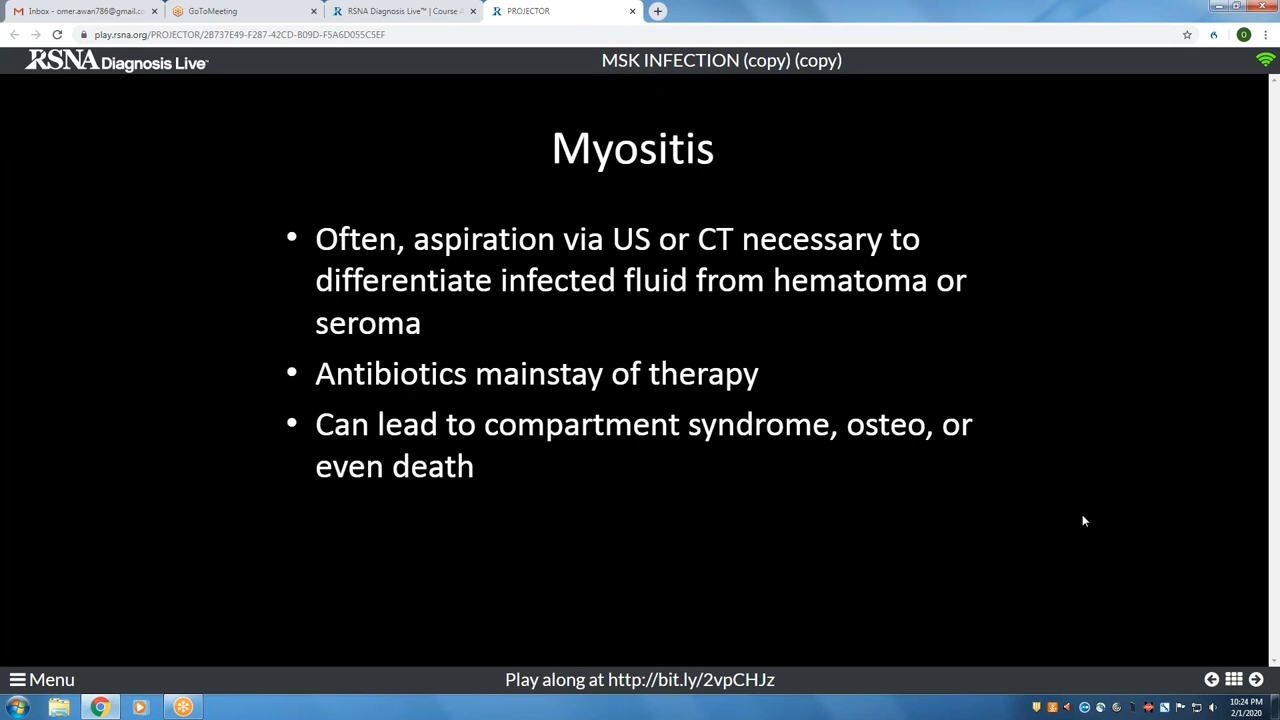 Inbox - omer.awan786@gmail.co
GoToMeeting
RSNA Diagnosis Live™ | Course
PROJECTOR
play.rsna.org/PROJECTOR/2B737E49-F287-42CD-B09D-F5A6D055C5EF
RSNA Diagnosis Live™
MSK INFECTION (copy) (copy)
Myositis
• Often, aspiration via US or CT necessary to
differentiate infected fluid from hematoma or
seroma
• Antibiotics mainstay of therapy
• Can lead to compartment syndrome, osteo, or
even death
Menu
Play along at http://bit.ly/2vpCHJz
10:24 PM
2/1/2020